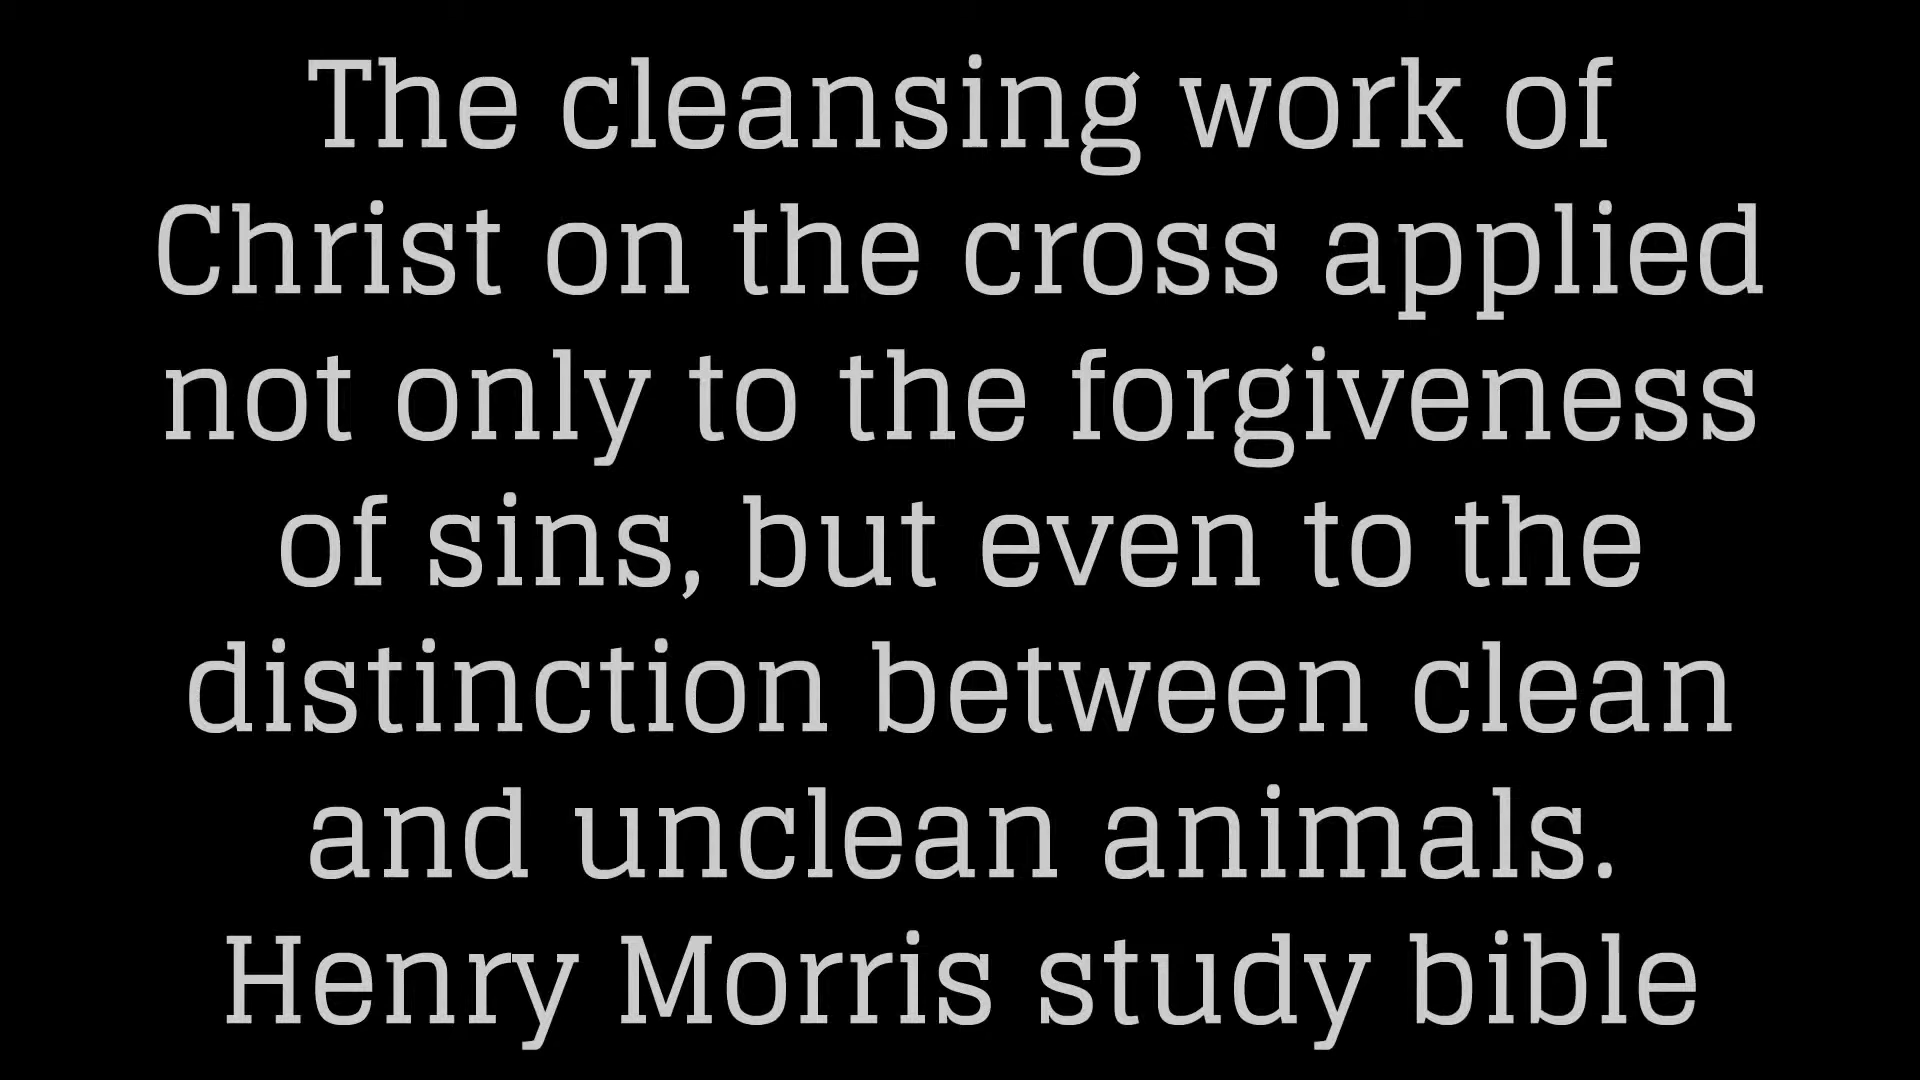 The cleansing work of
Christ on the cross applied
not only to the forgiveness
of sins, but even to the
distinction between clean
and unclean animals.
Henry Morris study bible